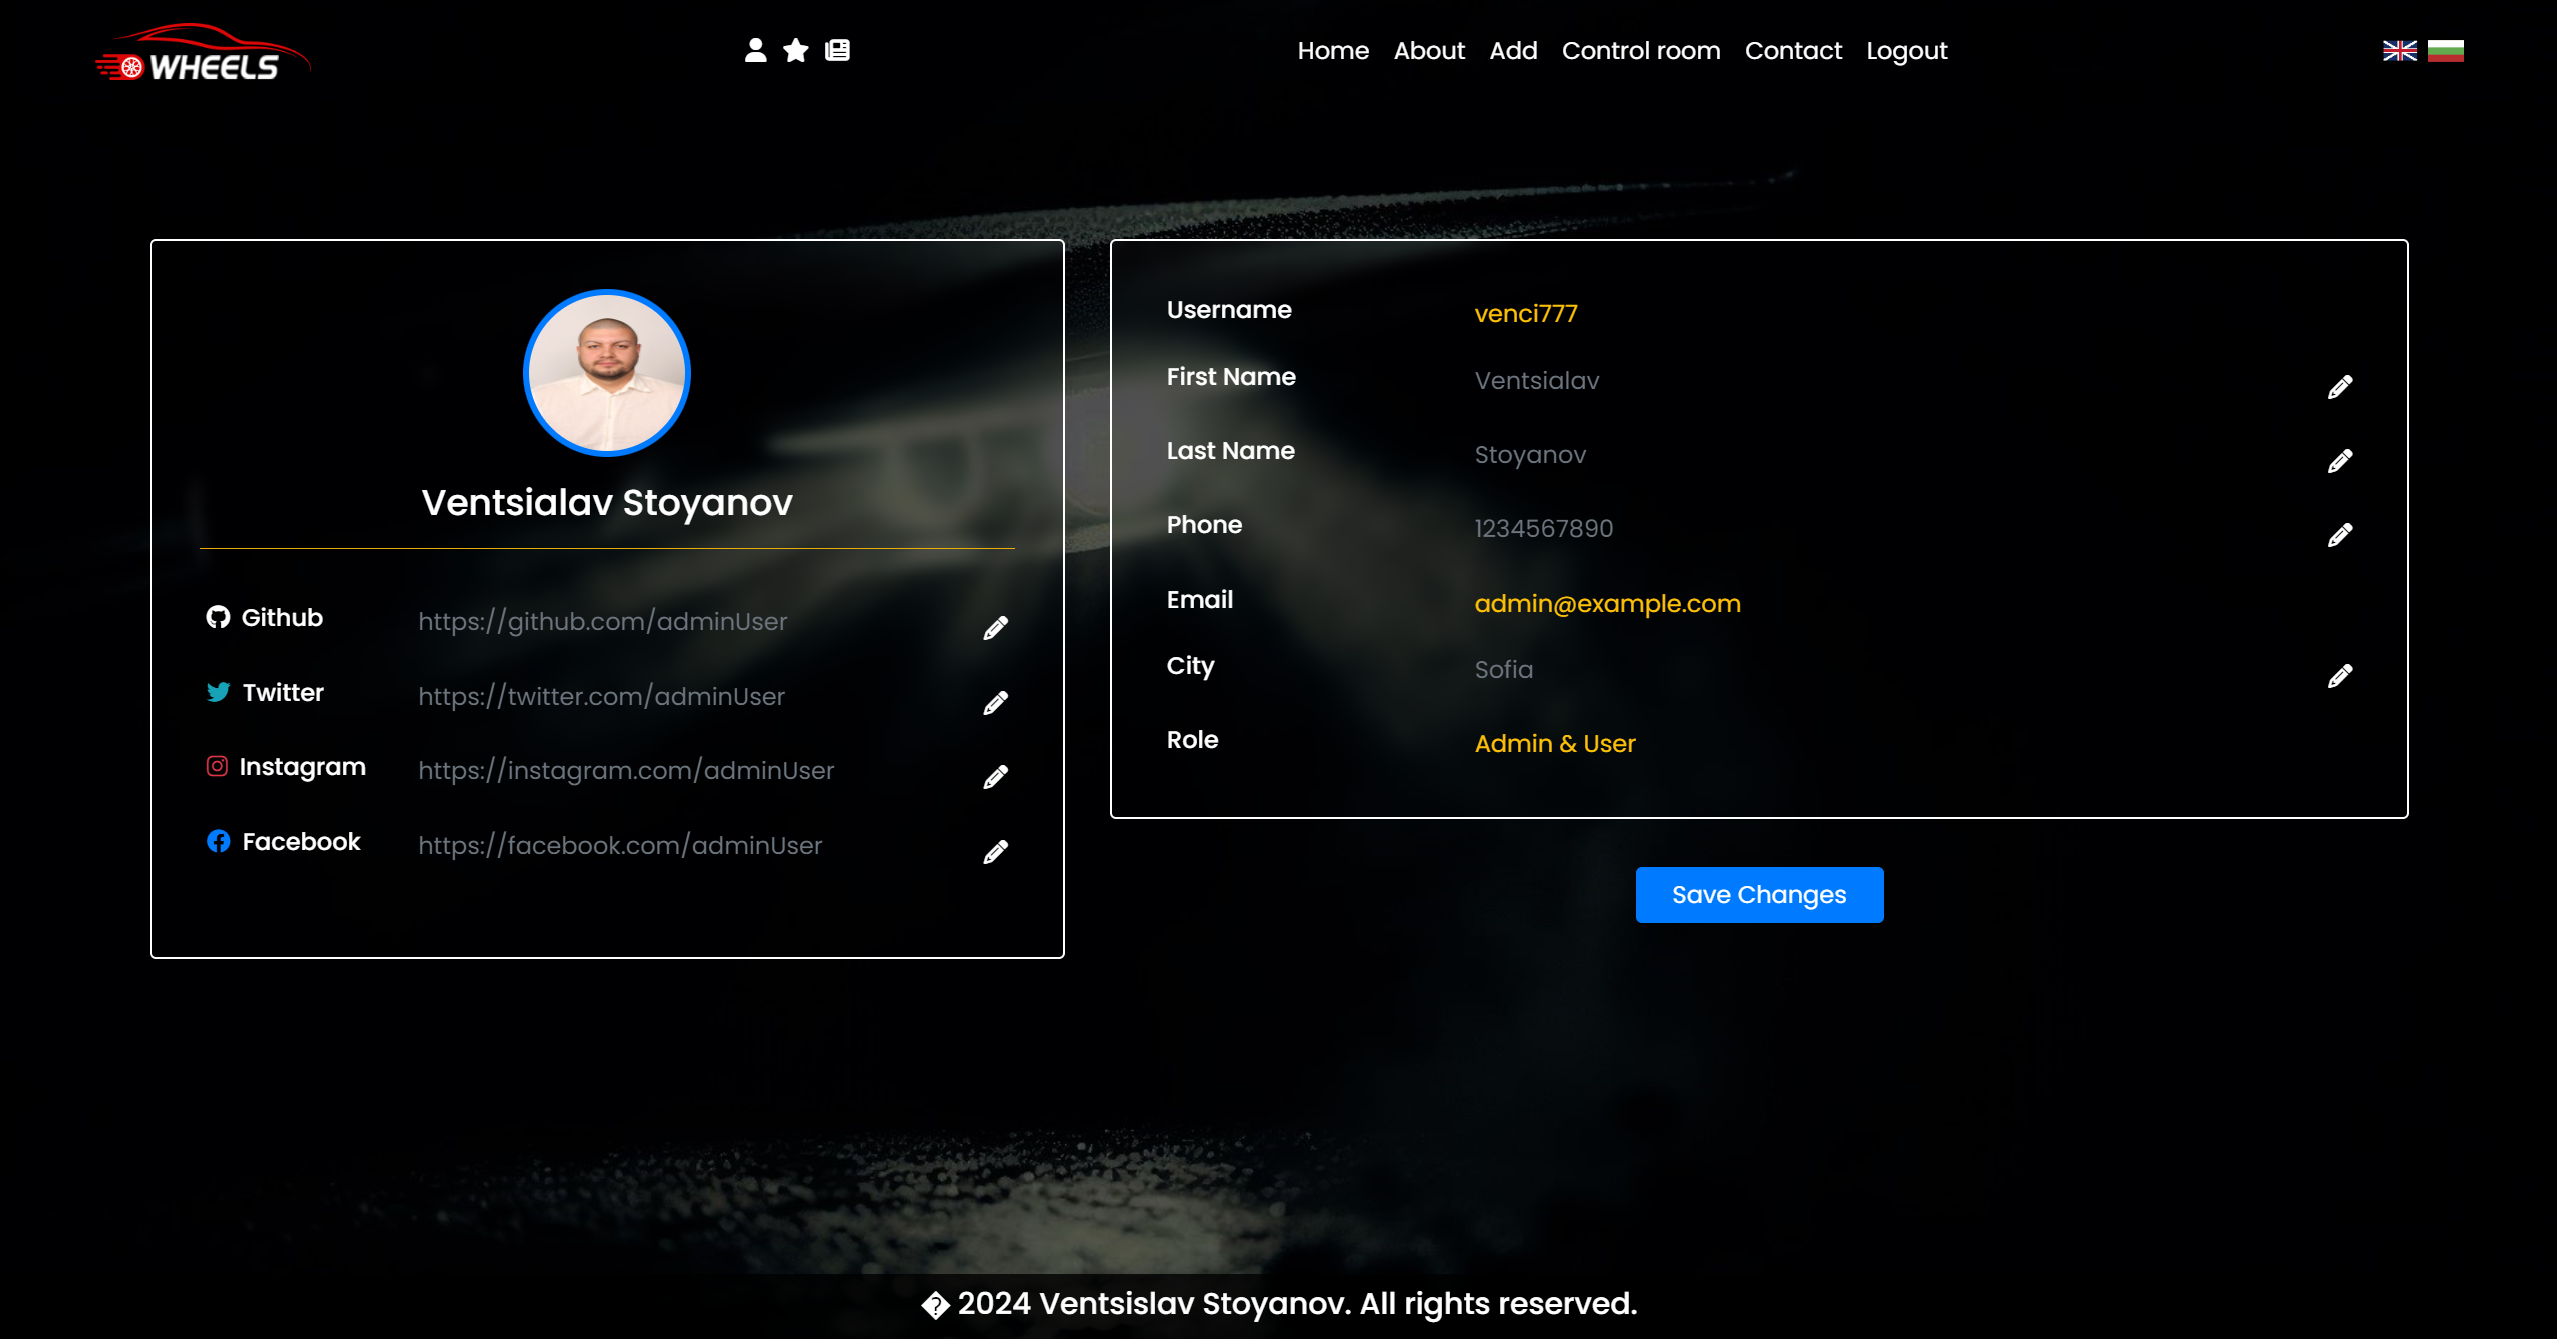 WHEELS
Home About Add Control room Contact Logout
Ventsialav Stoyanov
Github https://github.com/adminUser
Twitter https://twitter.com/adminUser
Instagram https://instagram.com/adminUser
Facebook https://facebook.com/adminUser
Username venci777
First Name Ventsialav
Last Name Stoyanov
Phone 1234567890
Email admin@example.com
City Sofia
Role Admin & User
Save Changes
� 2024 Ventsislav Stoyanov. All rights reserved.